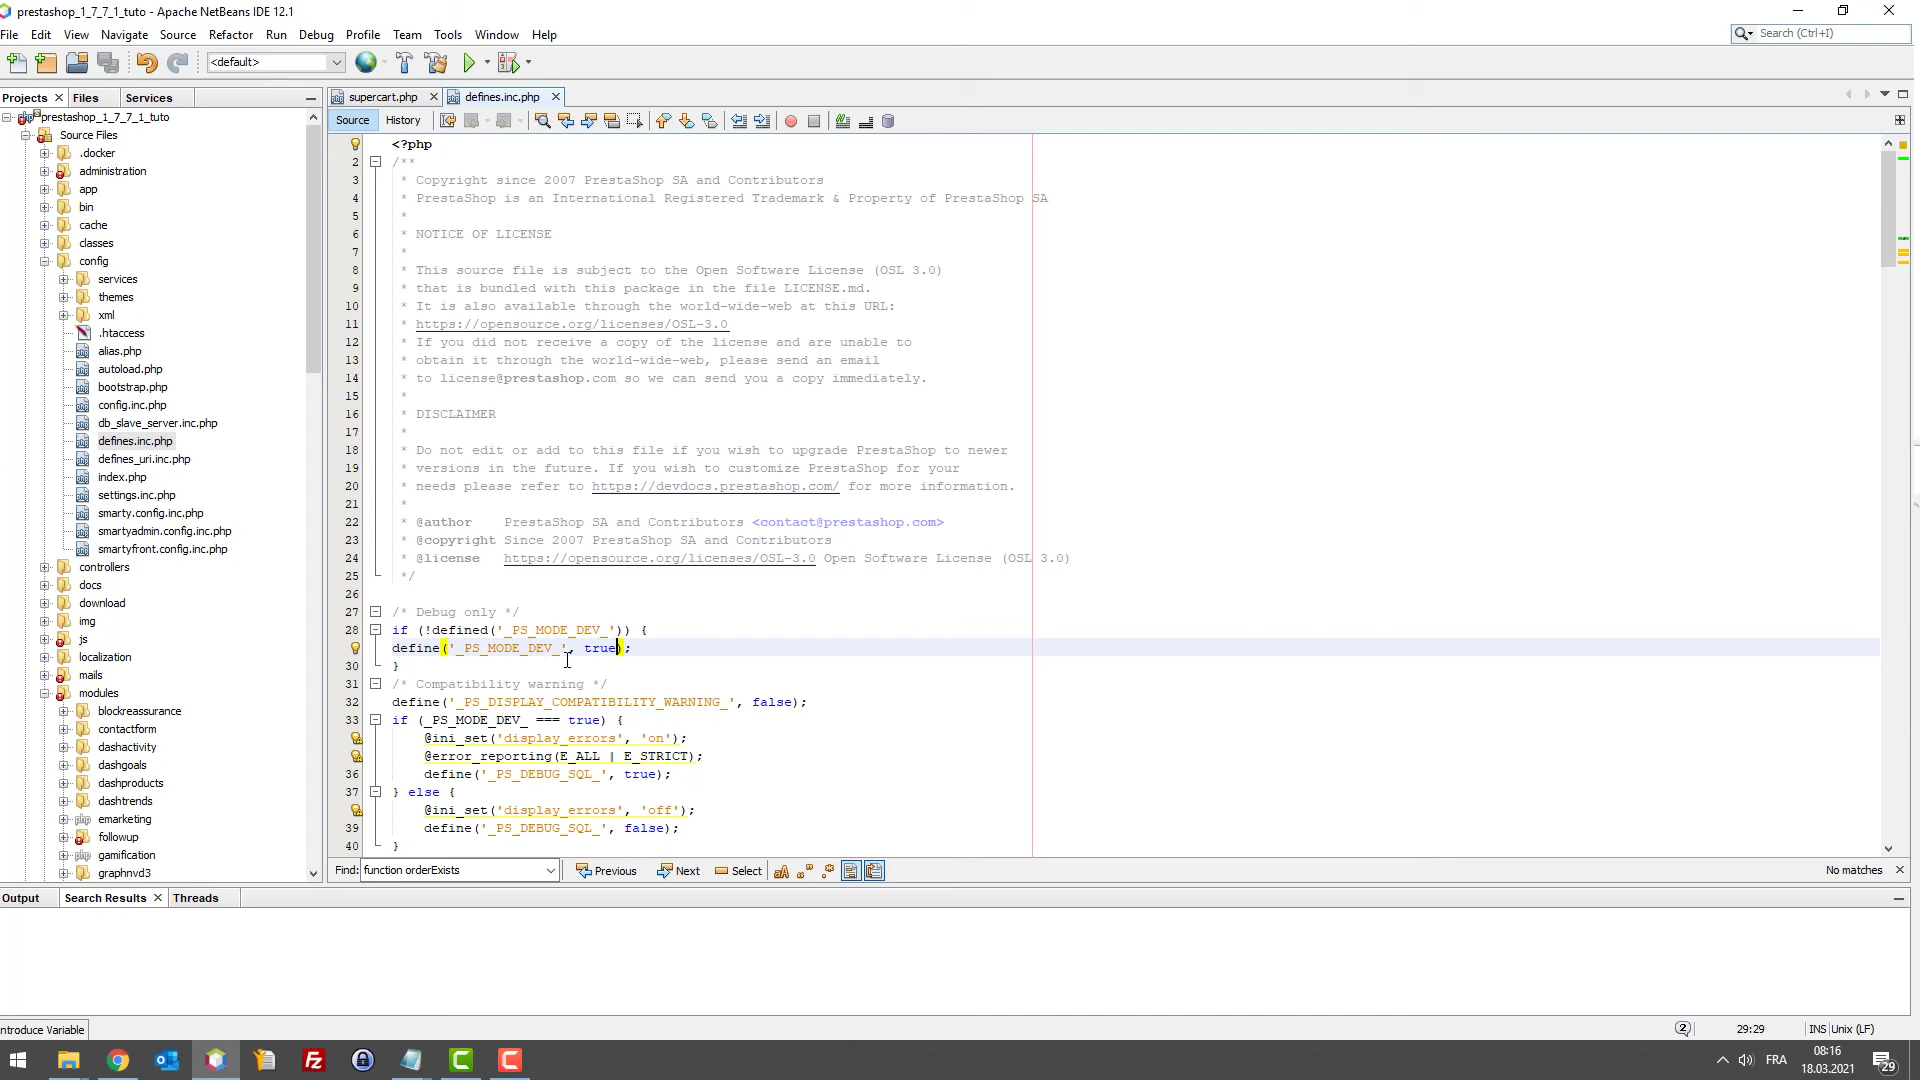 prestashop_1_7_7_1_tuto - Apache NetBeans IDE 12.1
File Edit View Navigate Source Refactor Run Debug Profile Team Tools Window Help
Search (Ctrl+I)
<default>
Projects Files Services
supercart.php defines.inc.php
Source History
prestashop_1_7_7_1_tuto
Source Files
.docker
administration
app
bin
cache
classes
config
services
themes
xml
.htaccess
alias.php
autoload.php
bootstrap.php
config.inc.php
db_slave_server.inc.php
defines.inc.php
defines_uri.inc.php
index.php
settings.inc.php
smarty.config.inc.php
smartyadmin.config.inc.php
smartyfront.config.inc.php
controllers
docs
download
img
js
localization
mails
modules
blockreassurance
contactform
dashactivity
dashgoals
dashproducts
dashtrends
emarketing
followup
gamification
graphnvd3
<?php
2 /**
3 * Copyright since 2007 PrestaShop SA and Contributors
4 * PrestaShop is an International Registered Trademark & Property of PrestaShop SA
5 *
6 * NOTICE OF LICENSE
7 *
8 * This source file is subject to the Open Software License (OSL 3.0)
9 * that is bundled with this package in the file LICENSE.md.
10 * It is also available through the world-wide-web at this URL:
11 * https://opensource.org/licenses/OSL-3.0
12 * If you did not receive a copy of the license and are unable to
13 * obtain it through the world-wide-web, please send an email
14 * to license@prestashop.com so we can send you a copy immediately.
15 *
16 * DISCLAIMER
17 *
18 * Do not edit or add to this file if you wish to upgrade PrestaShop to newer
19 * versions in the future. If you wish to customize PrestaShop for your
20 * needs please refer to https://devdocs.prestashop.com/ for more information.
21 *
22 * @author PrestaShop SA and Contributors <contact@prestashop.com>
23 * @copyright Since 2007 PrestaShop SA and Contributors
24 * @license https://opensource.org/licenses/OSL-3.0 Open Software License (OSL 3.0)
25 */
26
27 /* Debug only */
28 if (!defined('_PS_MODE_DEV_')) {
define('_PS_MODE_DEV_', true);
30 }
31 /* Compatibility warning */
32 define('_PS_DISPLAY_COMPATIBILITY_WARNING_', false);
33 if (_PS_MODE_DEV_ === true) {
@ini_set('display_errors', 'on');
@error_reporting(E_ALL | E_STRICT);
36 define('_PS_DEBUG_SQL_', true);
37 } else {
@ini_set('display_errors', 'off');
39 define('_PS_DEBUG_SQL_', false);
40 }
Find: function orderExists Previous Next Select No matches
Output Search Results Threads
ntroduce Variable 2 29:29 INS Unix (LF)
FRA 08:16
18.03.2021 29